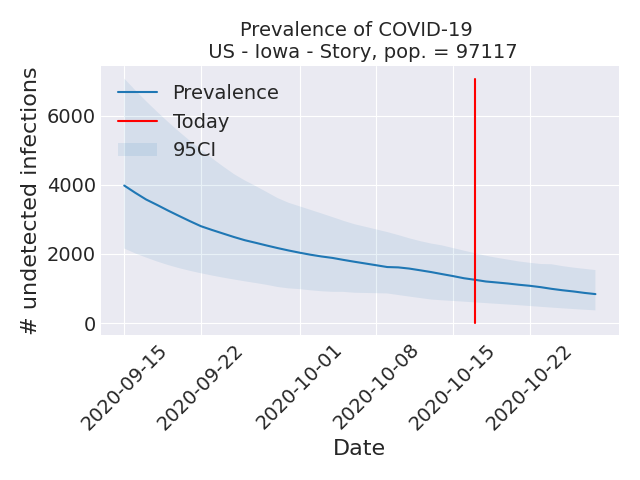 Prevalence of COVID-19
US - Iowa - Story, pop. = 97117
# undetected infections
6000
4000
2000
0
Prevalence
Today
95CI
2020-09-15
2020-09-22
2020-10-01
2020-10-08
2020-10-15
2020-10-22
Date